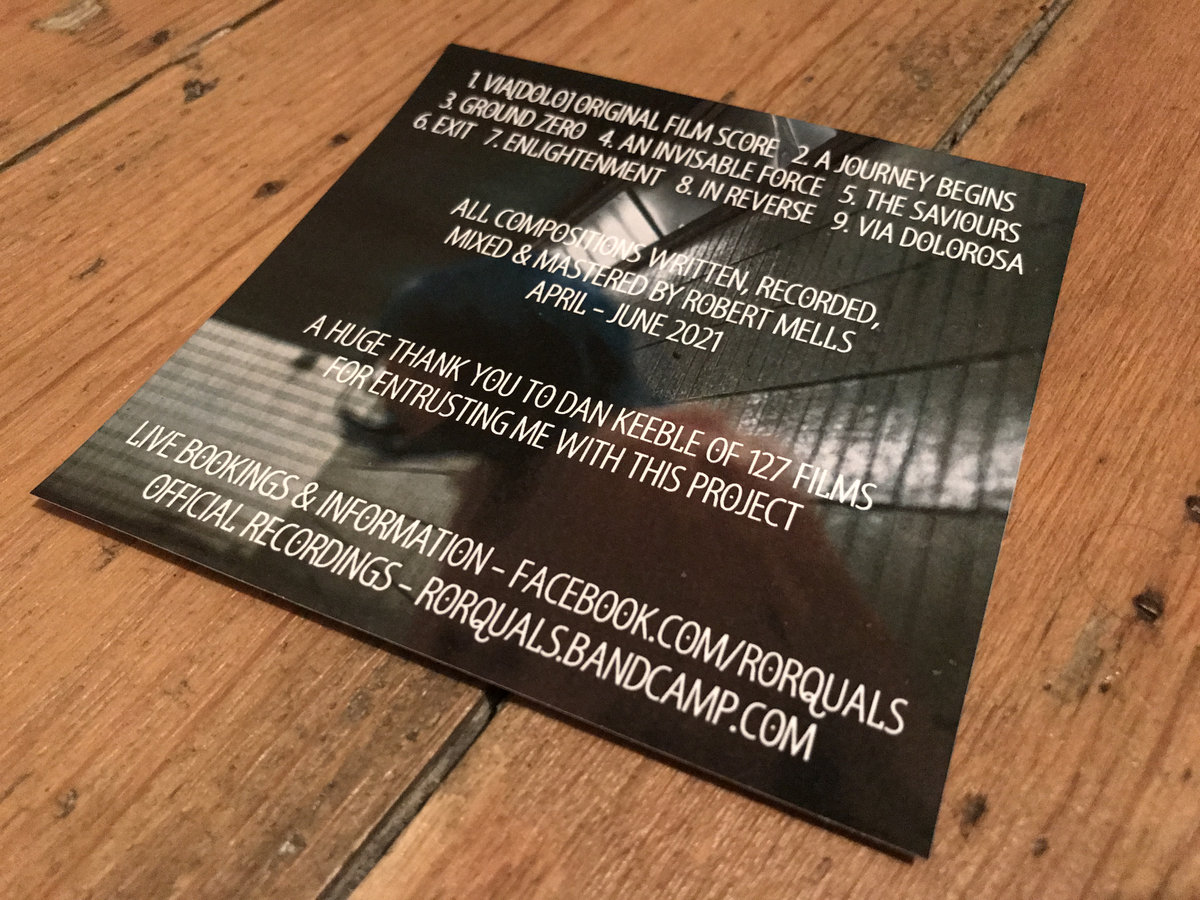 1. VIA[DOLO] ORIGINAL FILM SCORE 2. A JOURNEY BEGINS
3. GROUND ZERO 4. AN INVISABLE FORCE 5. THE SAVIOURS
6. EXIT 7. ENLIGHTENMENT 8. IN REVERSE 9. VIA DOLOROSA
ALL COMPOSITIONS WRITTEN, RECORDED,
MIXED & MASTERED BY ROBERT MELLS
APRIL - JUNE 2021
A HUGE THANK YOU TO DAN KEEBLE OF 127 FILMS
FOR ENTRUSTING ME WITH THIS PROJECT
LIVE BOOKINGS & INFORMATION - FACEBOOK.COM/RORQUALS
OFFICIAL RECORDINGS - RORQUALS.BANDCAMP.COM